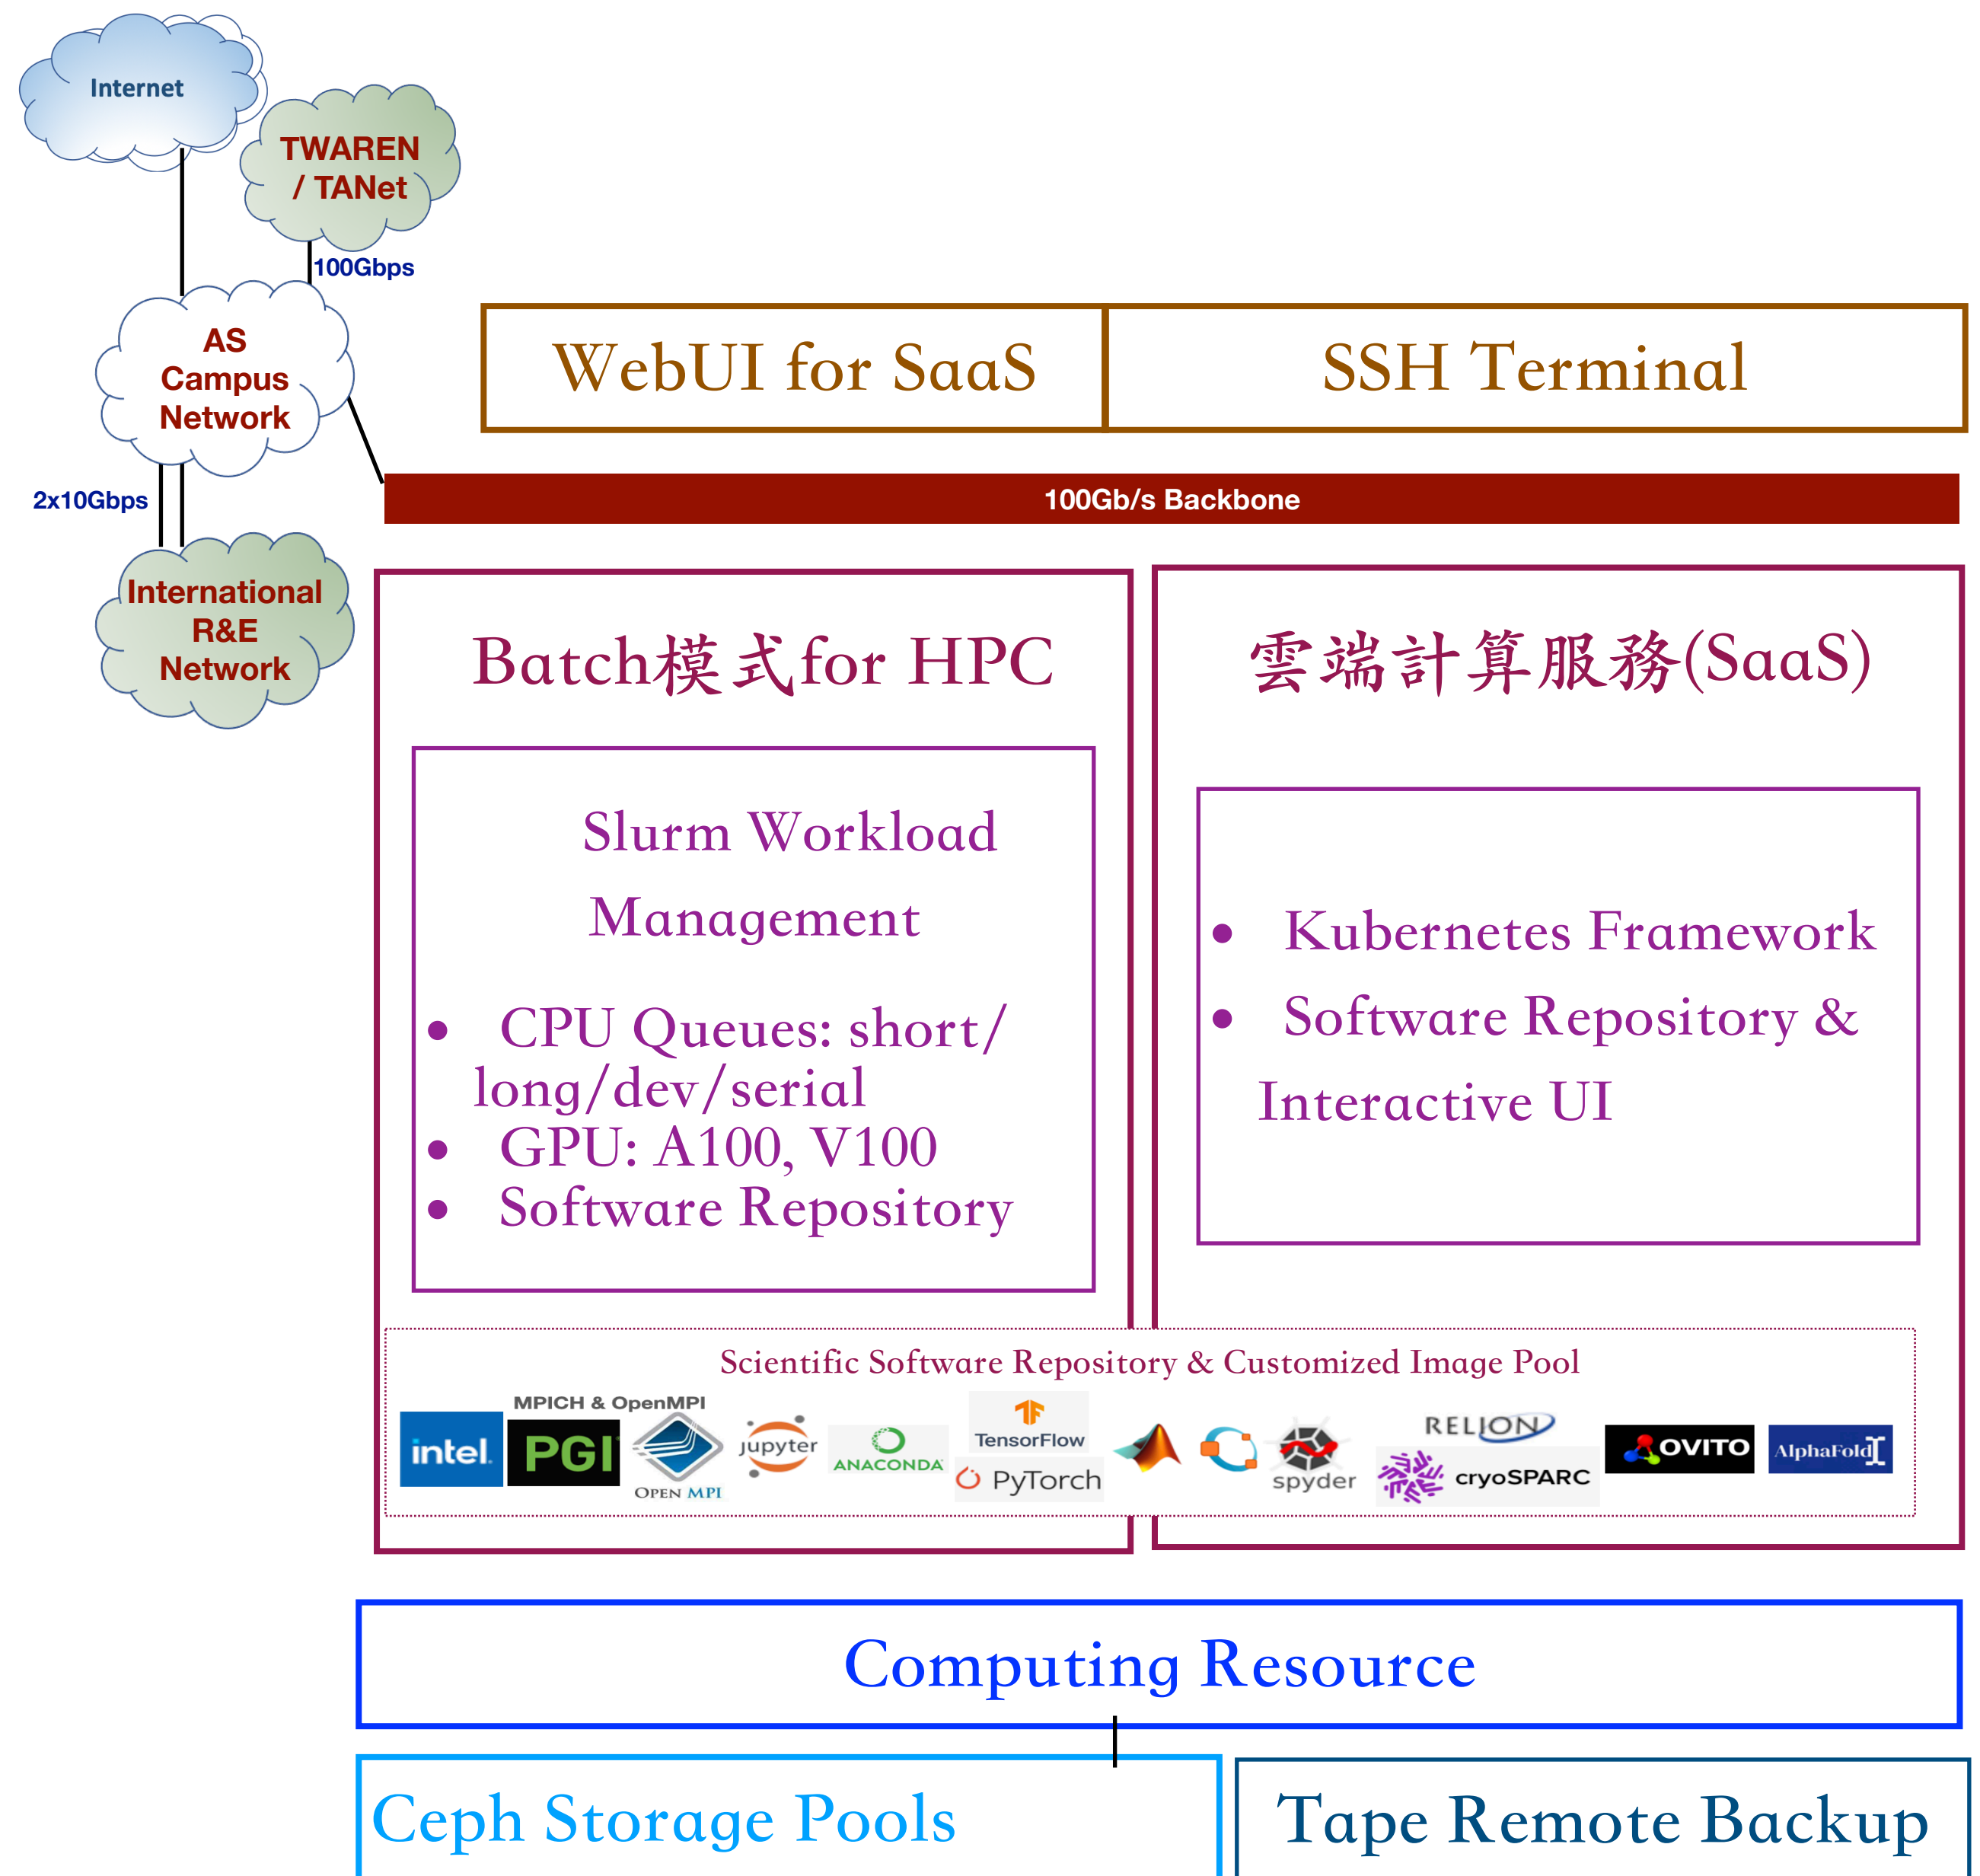 Internet
TWAREN
/ TANet
100Gbps
AS
Campus
Network
2x10Gbps
International
R&E
Network
WebUI for SaaS
SSH Terminal
100Gb/s Backbone
Batch模式for HPC
Slurm Workload
Management
• CPU Queues: short/
long/dev/serial
• GPU: A100, V100
• Software Repository
雲端計算服務(SaaS)
• Kubernetes Framework
• Software Repository &
Interactive UI
Scientific Software Repository & Customized Image Pool
MPICH & OpenMPI
intel.
PGI
OPEN MPI
jupyter
ANACONDA
TensorFlow
PyTorch
spyder
RELION
cryoSPARC
OVITO
AlphaFold
Computing Resource
Ceph Storage Pools
Tape Remote Backup